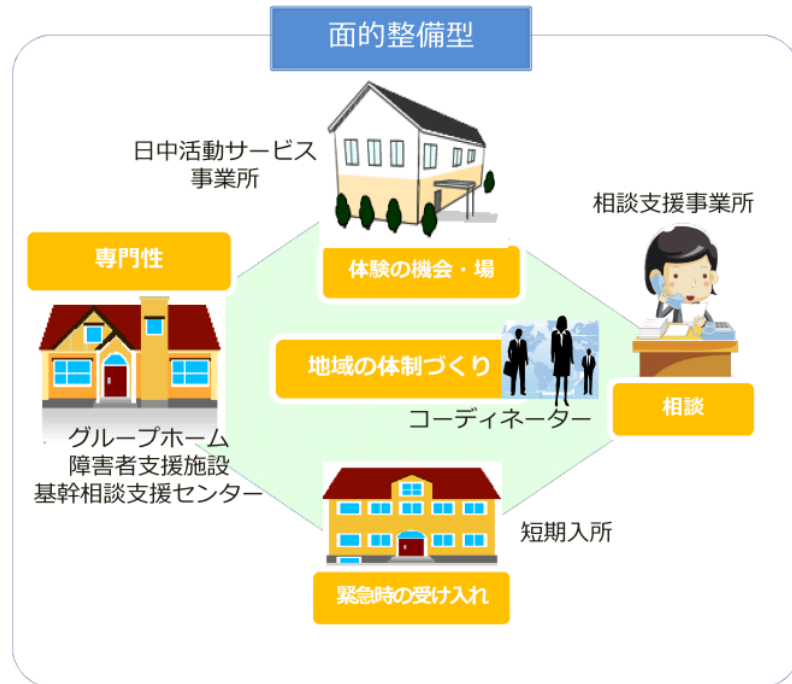 面的整備型
日中活動サービス
事業所
体験の機会・場
相談支援事業所
専門性
地域の体制づくり
コーディネーター
相談
グループホーム
障害者支援施設
基幹相談支援センター
短期入所
緊急時の受け入れ